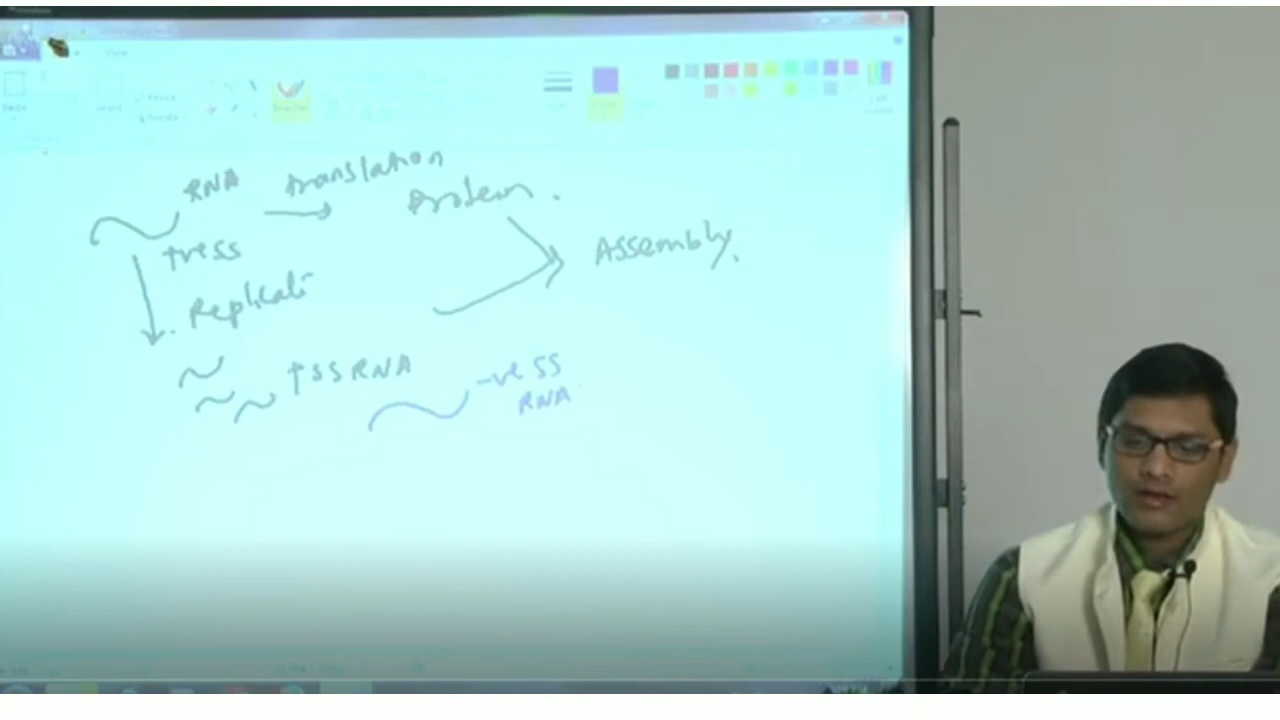 RNA translation
Protein.
+ve ss
Assembly.
Replicati
↑ SS RNA
-ve SS
RNA